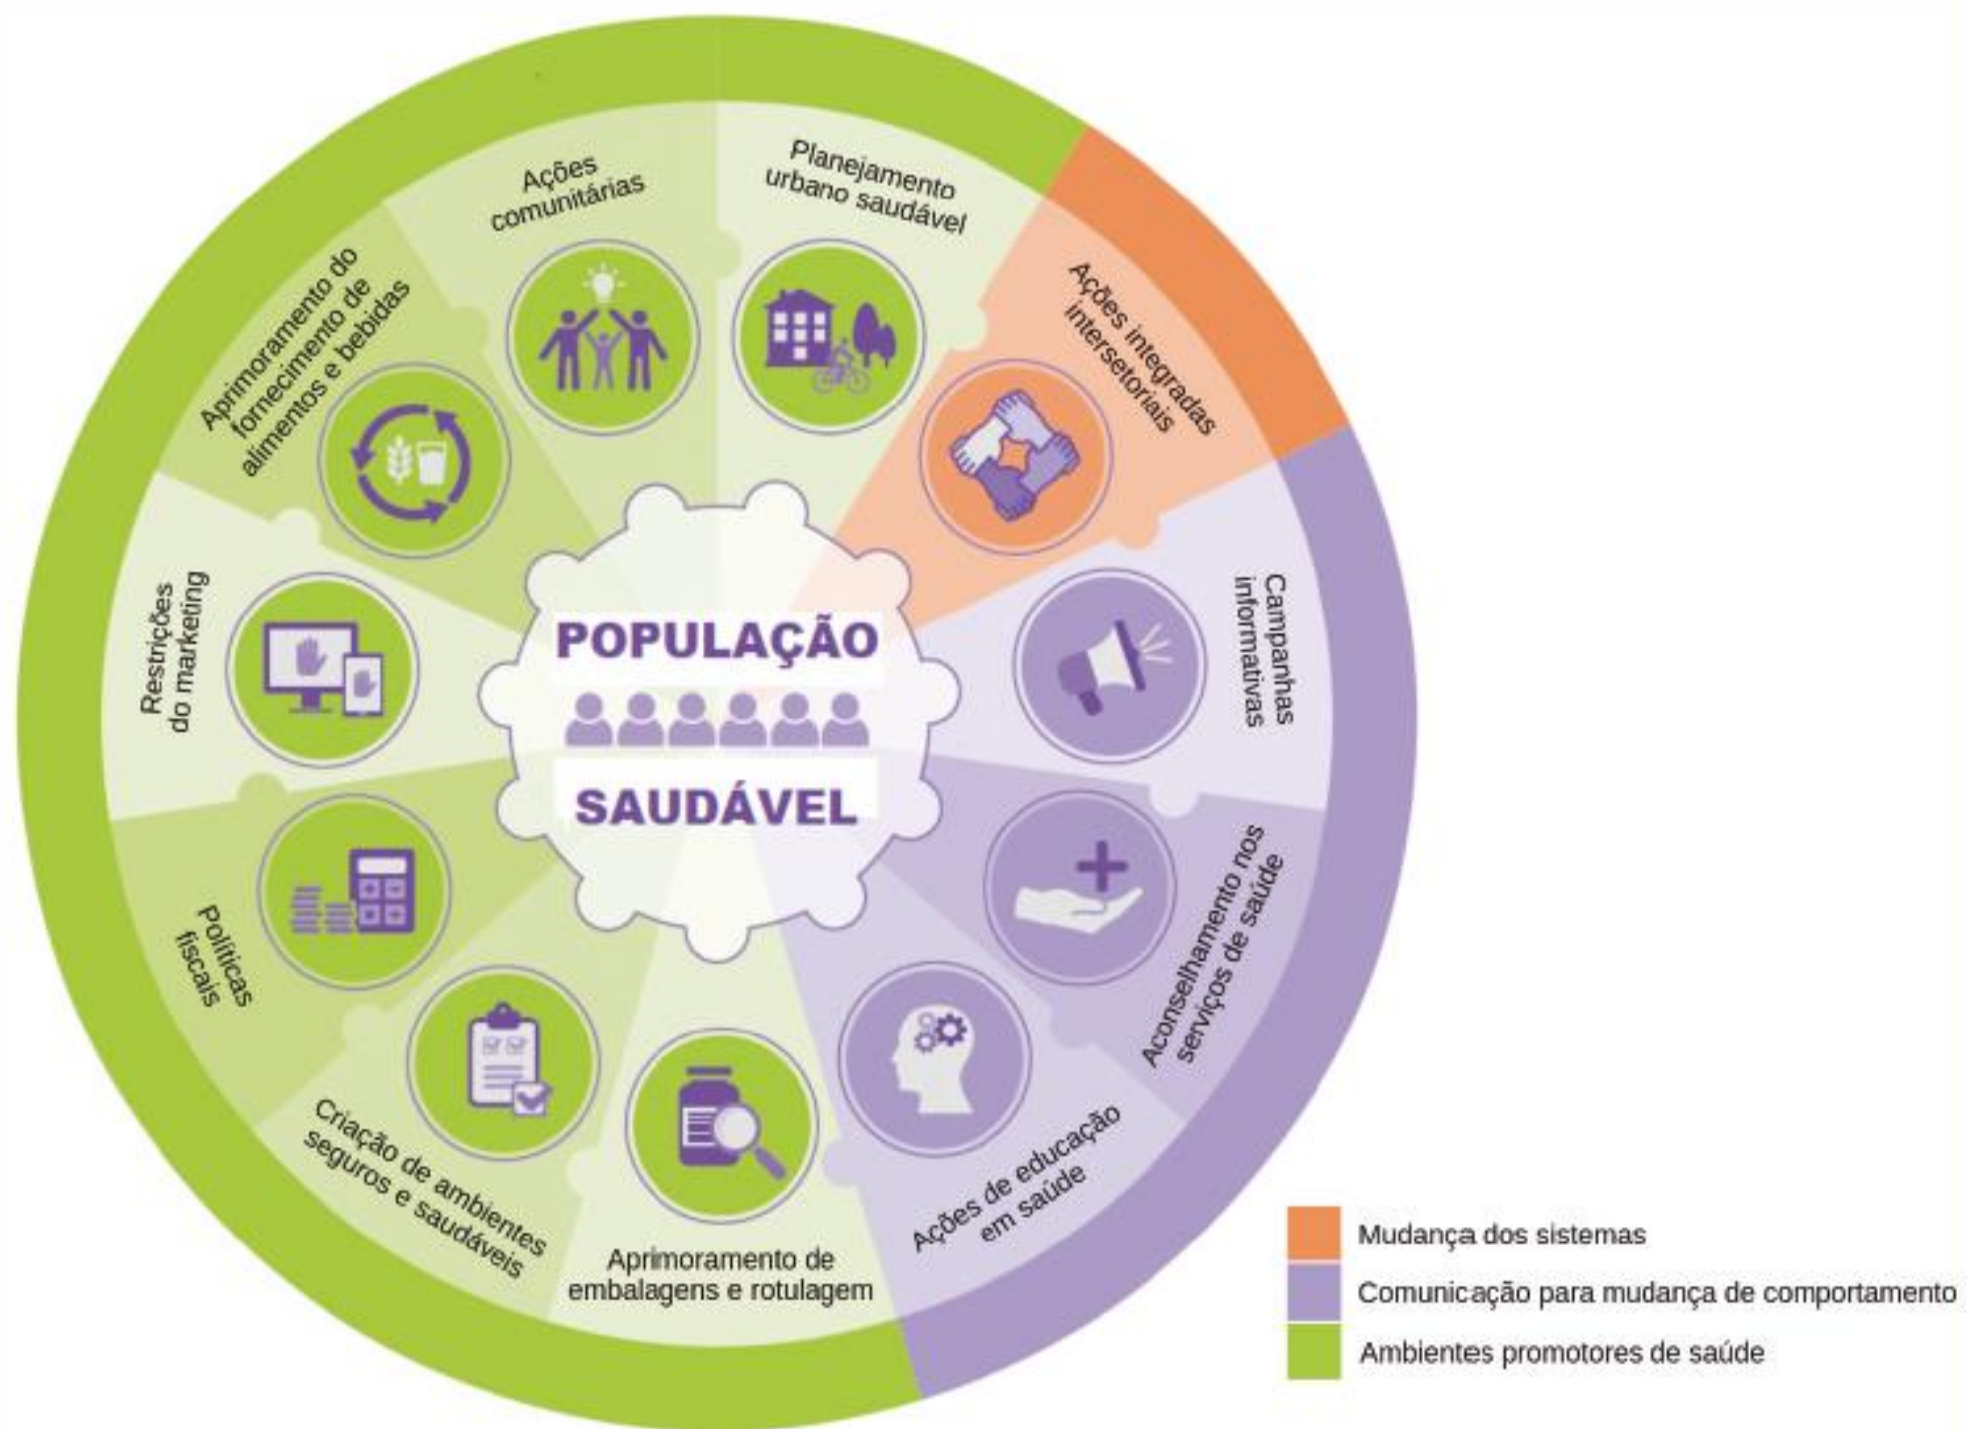 Ações
comunitárias
Planejamento
urbano saudável
Ações integradas
intersetoriais
Campanhas
informativas
Aconselhamento nos
serviços de saúde
Ações de educação
em saúde
Aprimoramento de
embalagens e rotulagem
Criação de ambientes
seguros e saudáveis
Políticas
fiscais
Restrições
do marketing
Aprimoramento do
fornecimento de
alimentos e bebidas
POPULAÇÃO
SAUDÁVEL
Mudança dos sistemas
Comunicação para mudança de comportamento
Ambientes promotores de saúde